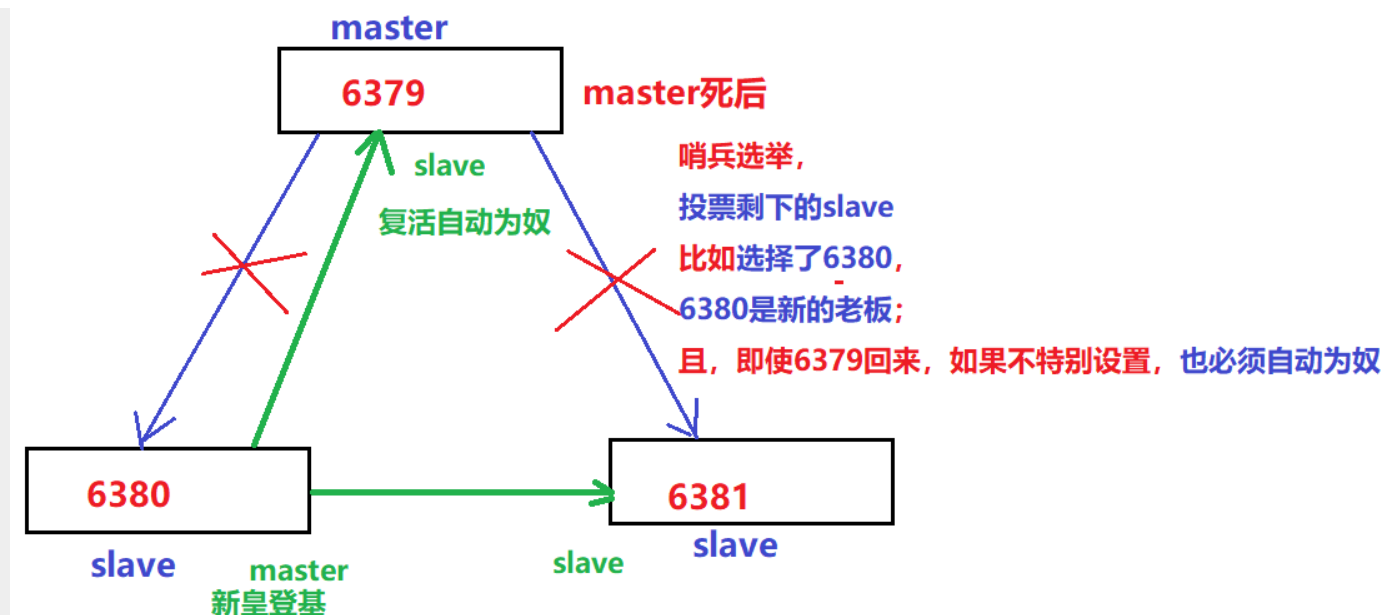 master
6379
master死后
slave
复活自动为奴
哨兵选举，
投票剩下的slave
比如选择了6380，
6380是新的老板；
且，即使6379回来，如果不特别设置，也必须自动为奴
6380
6381
slave
master
新皇登基
slave
slave